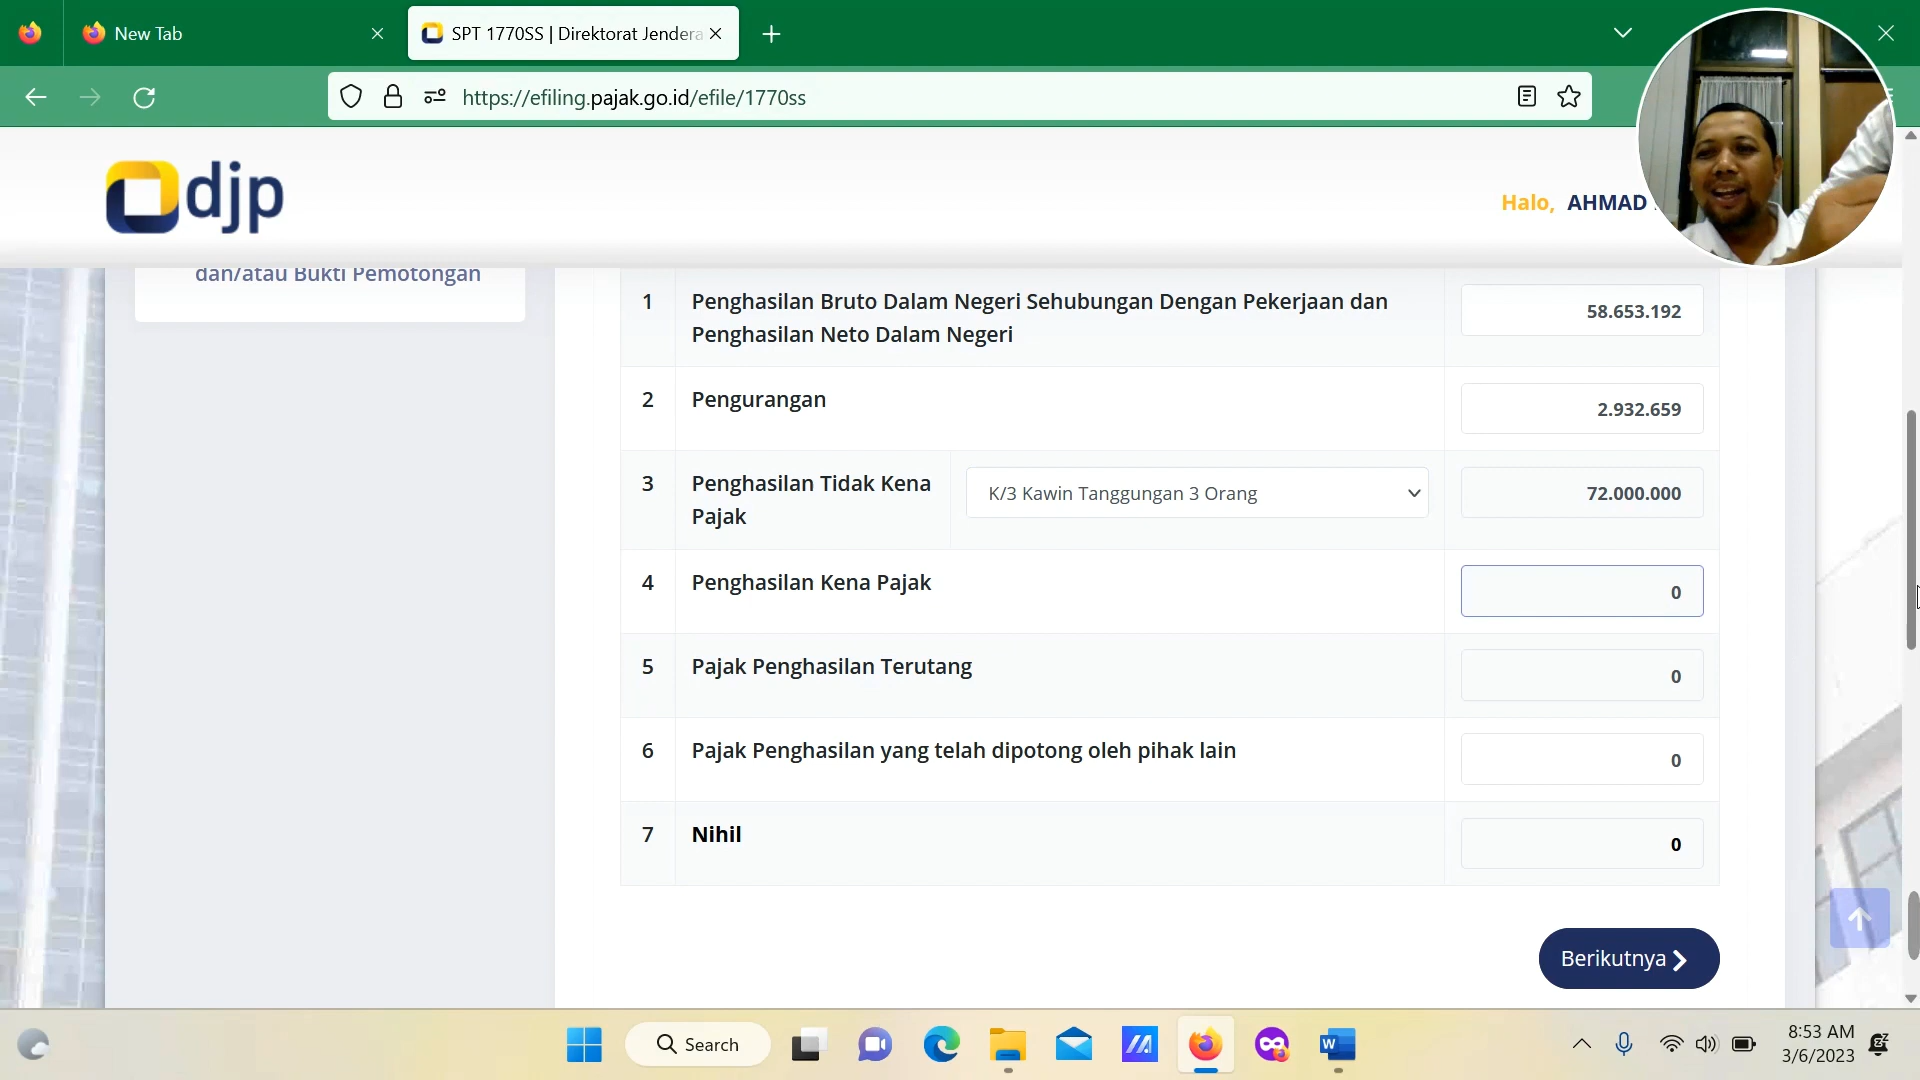 New Tab
SPT 1770SS | Direktorat Jendera
https://efiling.pajak.go.id/efile/1770ss
djp
Halo, AHMAD
dan/atau Bukti Pemotongan
1 Penghasilan Bruto Dalam Negeri Sehubungan Dengan Pekerjaan dan 58.653.192
Penghasilan Neto Dalam Negeri
2 Pengurangan 2.932.659
3 Penghasilan Tidak Kena K/3 Kawin Tanggungan 3 Orang 72.000.000
Pajak
4 Penghasilan Kena Pajak 0
5 Pajak Penghasilan Terutang 0
6 Pajak Penghasilan yang telah dipotong oleh pihak lain 0
7 Nihil 0
Berikutnya
Search
8:53 AM
3/6/2023